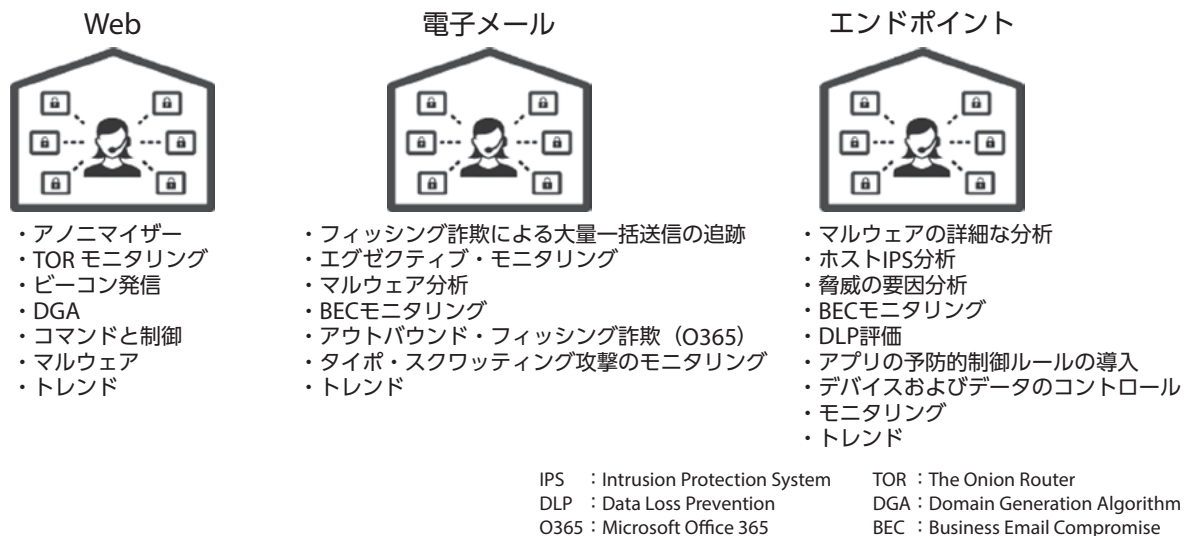 Web
・アノニマイザー
・TOR モニタリング
・ビーコン発信
・DGA
・コマンドと制御
・マルウェア
・トレンド
電子メール
・フィッシング詐欺による大量一括送信の追跡
・エグゼクティブ・モニタリング
・マルウェア分析
・BECモニタリング
・アウトバウンド・フィッシング詐欺（O365）
・タイポ・スクワッティング攻撃のモニタリング
・トレンド
エンドポイント
・マルウェアの詳細な分析
・ホストIPS分析
・脅威の要因分析
・BECモニタリング
・DLP評価
・アプリの予防的制御ルールの導入
・デバイスおよびデータのコントロール
・モニタリング
・トレンド
IPS ：Intrusion Protection System
DLP ：Data Loss Prevention
O365：Microsoft Office 365
TOR ：The Onion Router
DGA：Domain Generation Algorithm
BEC ：Business Email Compromise